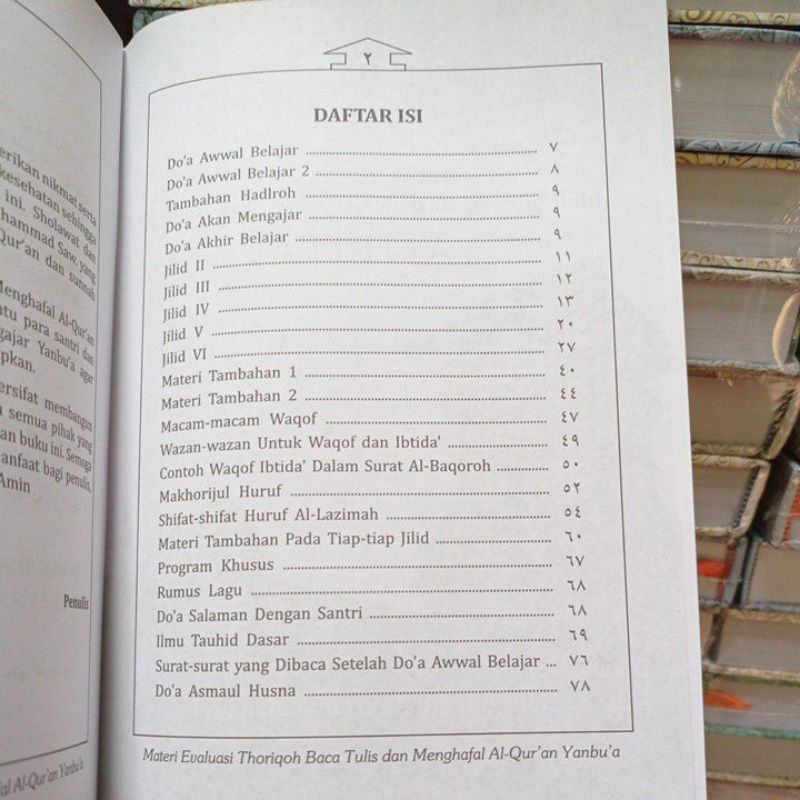 erikan nikmat serta
kesehatan sehingga
ini. Sholawat dan
uhammad Saw, yang
Qur'an dan sunnah
Menghafal Al-Qur'an
ntu para santri dan
gajar Yanbu'a agar
apkan.
ersifat membangun
semua pihak yang
an buku ini. Semoga
anfaat bagi penulis,
Amin
Penulis
fal Al-Qur'an Yanbu'a
٢
DAFTAR ISI
Do'a Awwal Belajar ... ٧
Do'a Awwal Belajar 2 ... ٨
Tambahan Hadlroh ... ٩
Do'a Akan Mengajar ... ٩
Do'a Akhir Belajar ... ٩
Jilid II ... ١١
Jilid III ... ١٢
Jilid IV ... ١٣
Jilid V ... ٢٠
Jilid VI ... ٢٧
Materi Tambahan 1 ... ٤٠
Materi Tambahan 2 ... ٤٤
Macam-macam Waqof ... ٤٧
Wazan-wazan Untuk Waqof dan Ibtida' ... ٤٩
Contoh Waqof Ibtida' Dalam Surat Al-Baqoroh ... ٥٠
Makhorijul Huruf ... ٥٢
Shifat-shifat Huruf Al-Lazimah ... ٥٤
Materi Tambahan Pada Tiap-tiap Jilid ... ٦٠
Program Khusus ... ٦٧
Rumus Lagu ... ٦٨
Do'a Salaman Dengan Santri ... ٦٨
Ilmu Tauhid Dasar ... ٦٩
Surat-surat yang Dibaca Setelah Do'a Awwal Belajar ... ٧٦
Do'a Asmaul Husna ... ٧٨
Materi Evaluasi Thoriqoh Baca Tulis dan Menghafal Al-Qur'an Yanbu'a